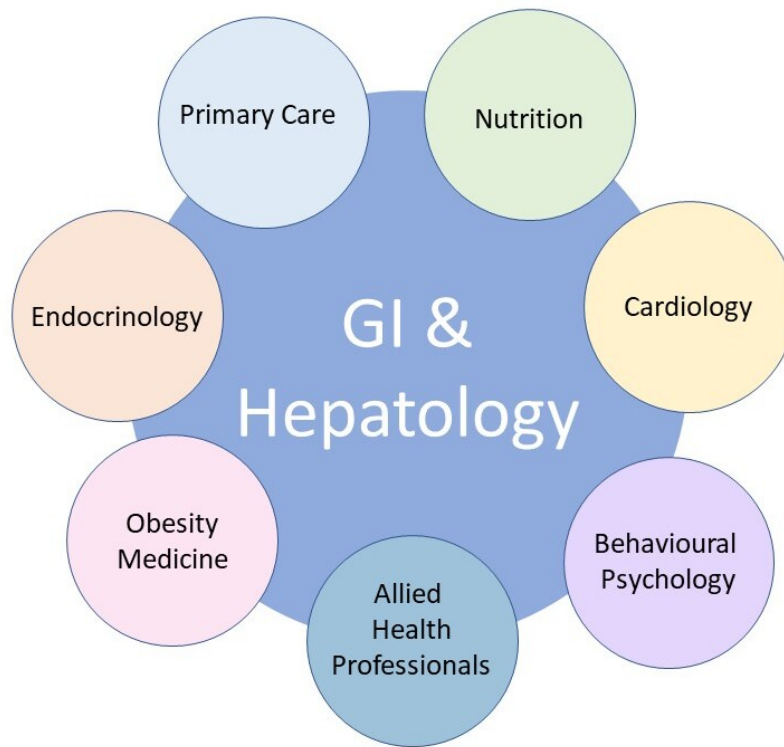 Primary Care
Nutrition
Endocrinology
GI &
Hepatology
Cardiology
Obesity
Medicine
Allied
Health
Professionals
Behavioural
Psychology